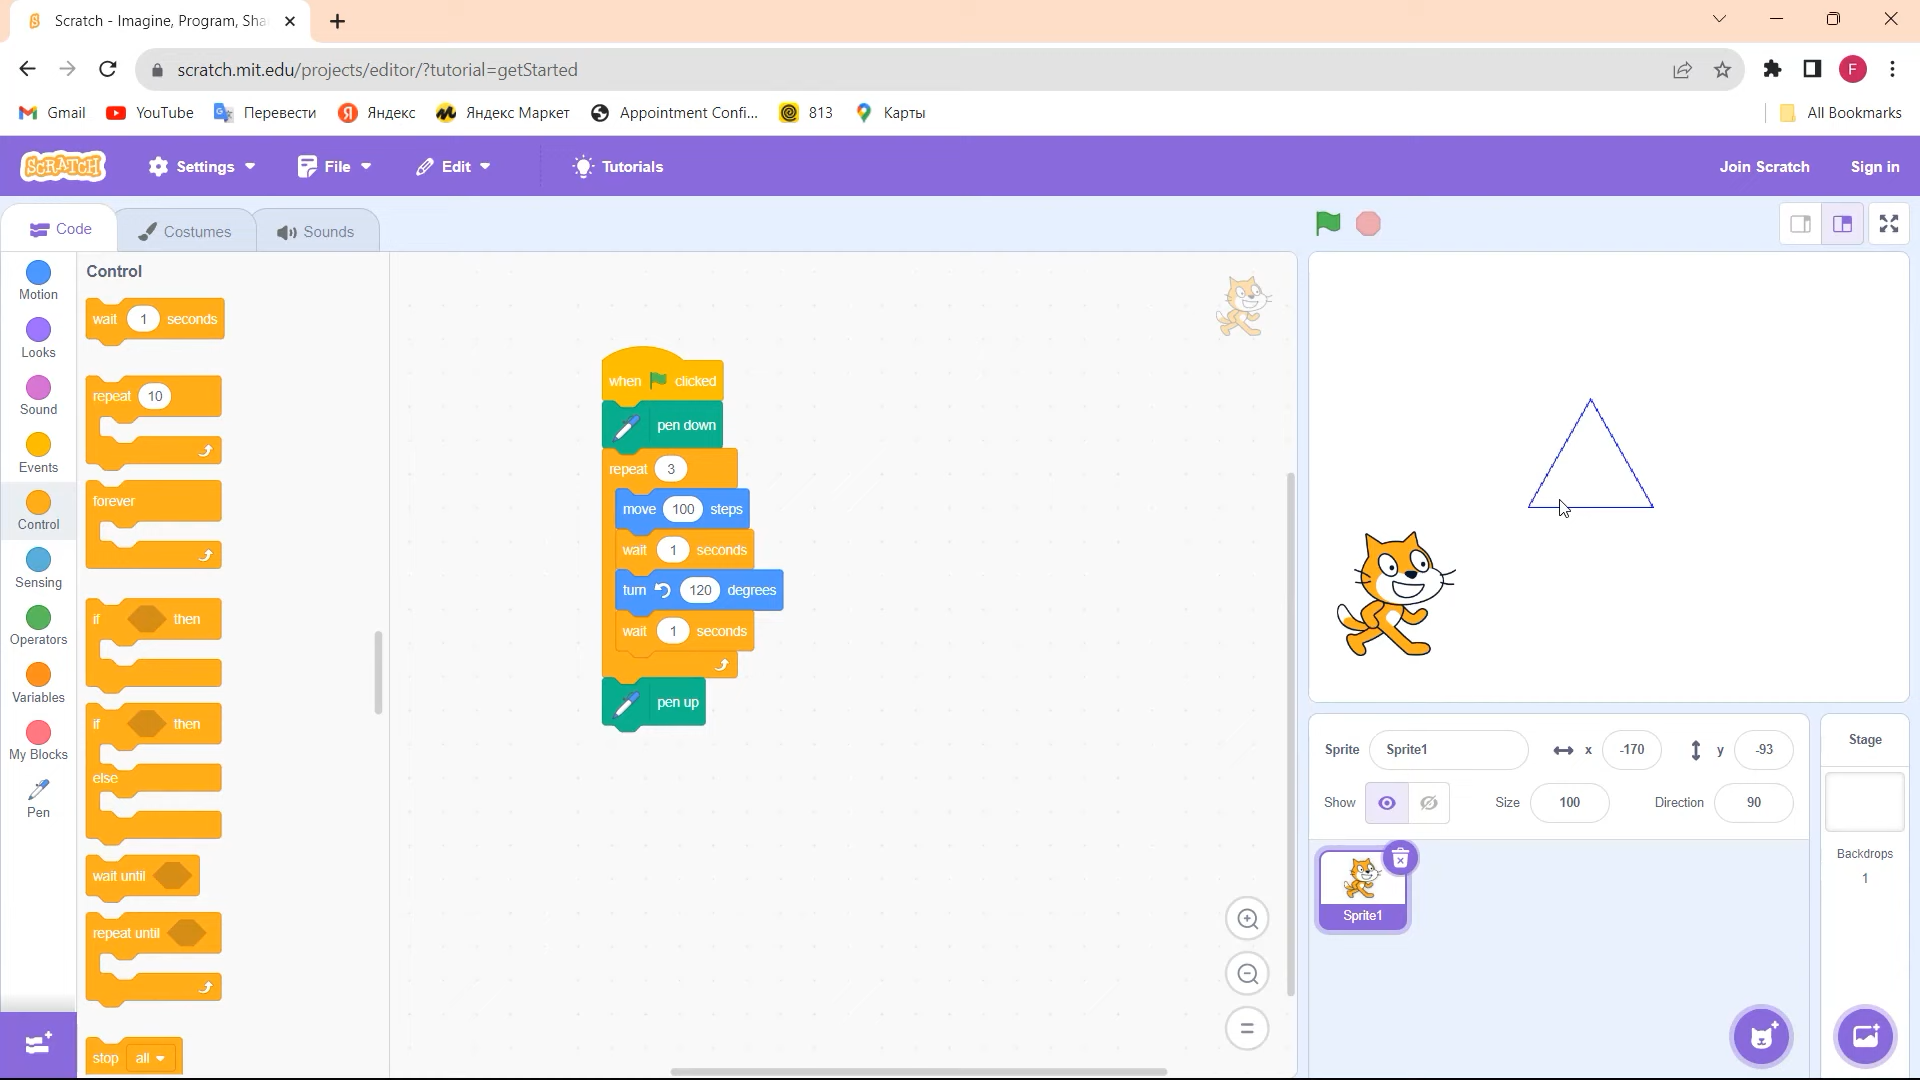 Scratch - Imagine, Program, Sha
scratch.mit.edu/projects/editor/?tutorial=getStarted
F
Gmail YouTube Перевести Яндекс Яндекс Маркет Appointment Confi... 813 Карты All Bookmarks
SCRATCH Settings File Edit Tutorials Join Scratch Sign in
Code Costumes Sounds
Motion
Looks
Sound
Events
Control
Sensing
Operators
Variables
My Blocks
Pen
Control
wait 1 seconds
repeat 10
forever
if then
if then
else
wait until
repeat until
stop all
when clicked
pen down
repeat 3
move 100 steps
wait 1 seconds
turn 120 degrees
wait 1 seconds
pen up
Sprite Sprite1 x -170 y -93
Show Size 100 Direction 90
Sprite1
Stage
Backdrops
1